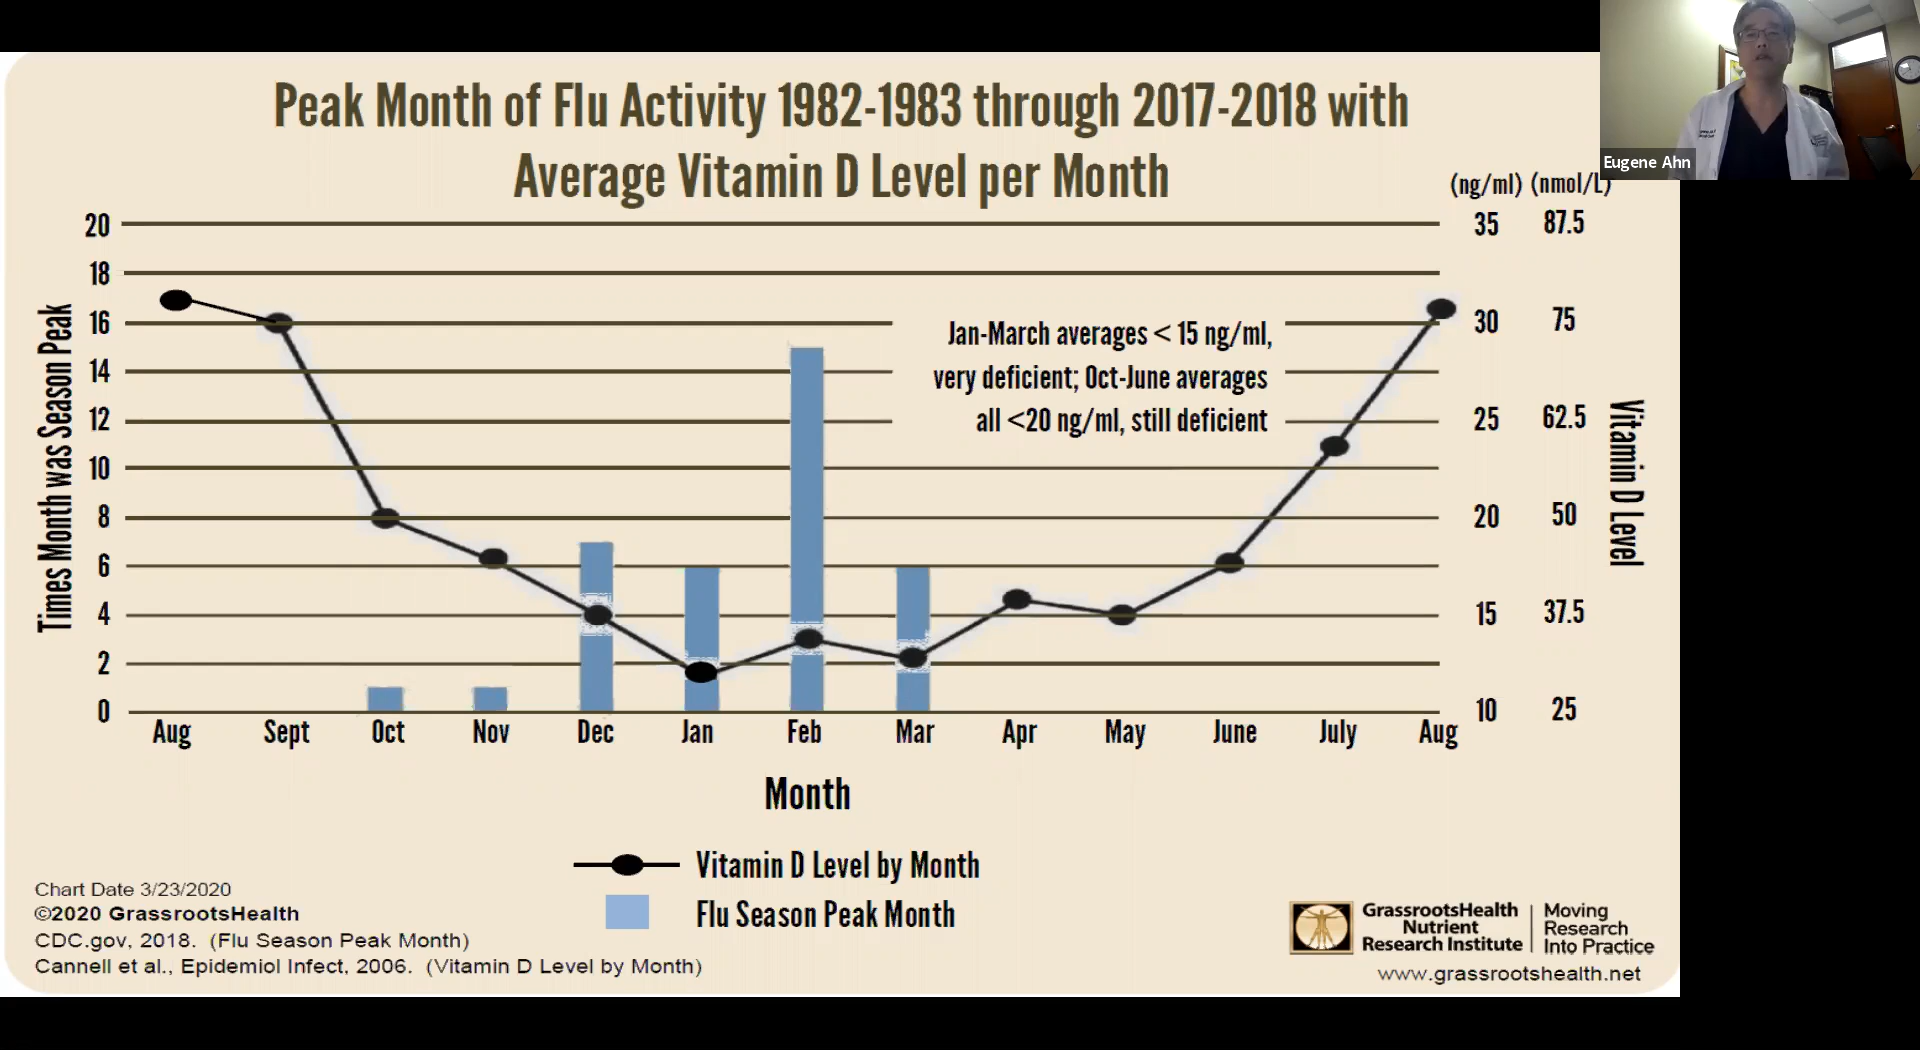 Peak Month of Flu Activity 1982-1983 through 2017-2018 with
Average Vitamin D Level per Month
Eugene Ahn
(ng/ml) (nmol/L)
20
18
16
14
12
10
8
6
4
2
0
Times Month was Season Peak
Jan-March averages < 15 ng/ml,
very deficient; Oct-June averages
all <20 ng/ml, still deficient
35 87.5
30 75
25 62.5
20 50
15 37.5
10 25
Vitamin D Level
Aug Sept Oct Nov Dec Jan Feb Mar Apr May June July Aug
Month
Vitamin D Level by Month
Flu Season Peak Month
Chart Date 3/23/2020
©2020 GrassrootsHealth
CDC.gov, 2018. (Flu Season Peak Month)
Cannell et al., Epidemiol Infect, 2006. (Vitamin D Level by Month)
GrassrootsHealth
Nutrient
Research Institute
Moving
Research
Into Practice
www.grassrootshealth.net